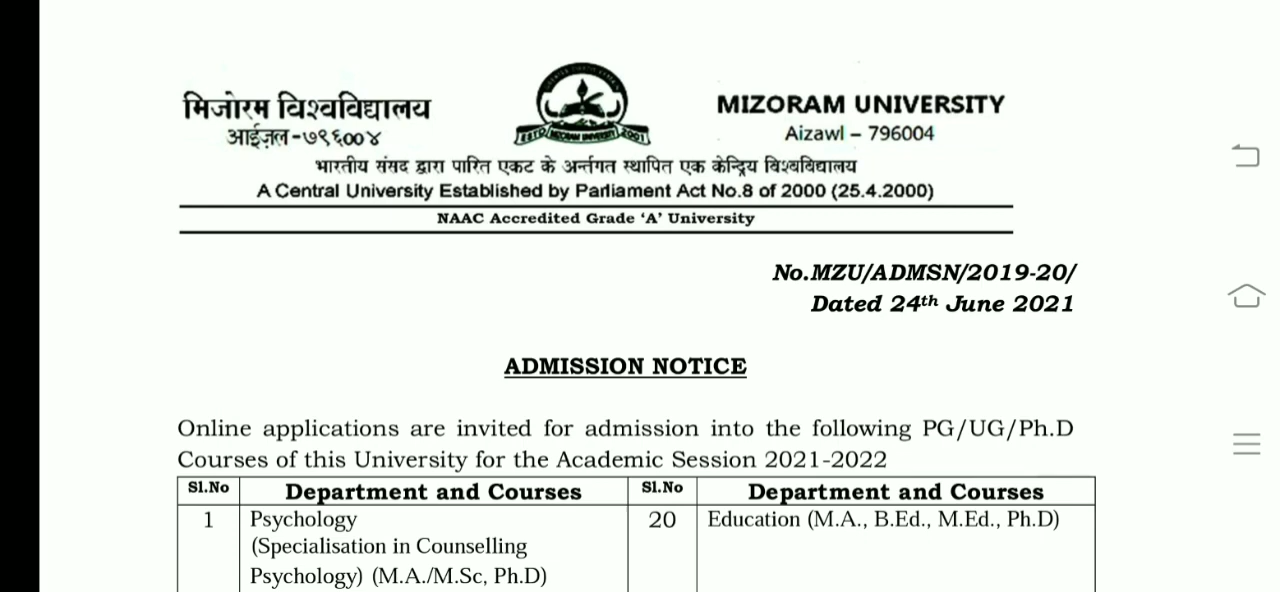 मिजोरम विश्वविद्यालय
आईज़ल-७९६००४
ESTD MIZORAM UNIVERSITY 2001
MIZORAM UNIVERSITY
Aizawl – 796004
भारतीय संसद द्वारा पारित एकट के अर्न्तगत स्थापित एक केन्द्रिय विश्वविद्यालय
A Central University Established by Parliament Act No.8 of 2000 (25.4.2000)
NAAC Accredited Grade ‘A’ University
No.MZU/ADMSN/2019-20/
Dated 24th June 2021
ADMISSION NOTICE
Online applications are invited for admission into the following PG/UG/Ph.D
Courses of this University for the Academic Session 2021-2022
Sl.No Department and Courses Sl.No Department and Courses
1 Psychology 20 Education (M.A., B.Ed., M.Ed., Ph.D)
(Specialisation in Counselling
Psychology) (M.A./M.Sc, Ph.D)